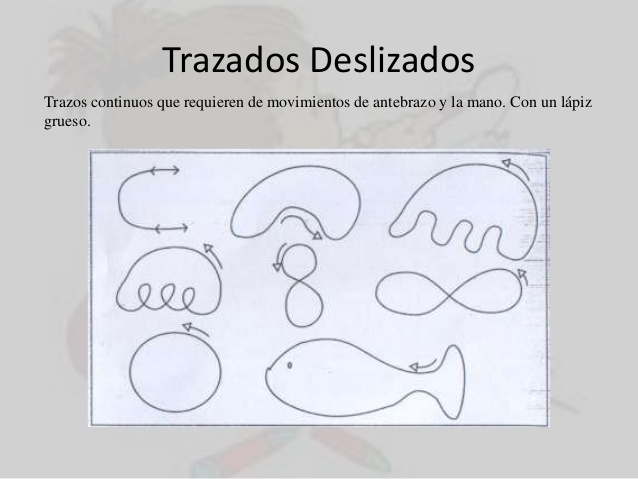 Trazados Deslizados
Trazos continuos que requieren de movimientos de antebrazo y la mano. Con un lápiz
grueso.